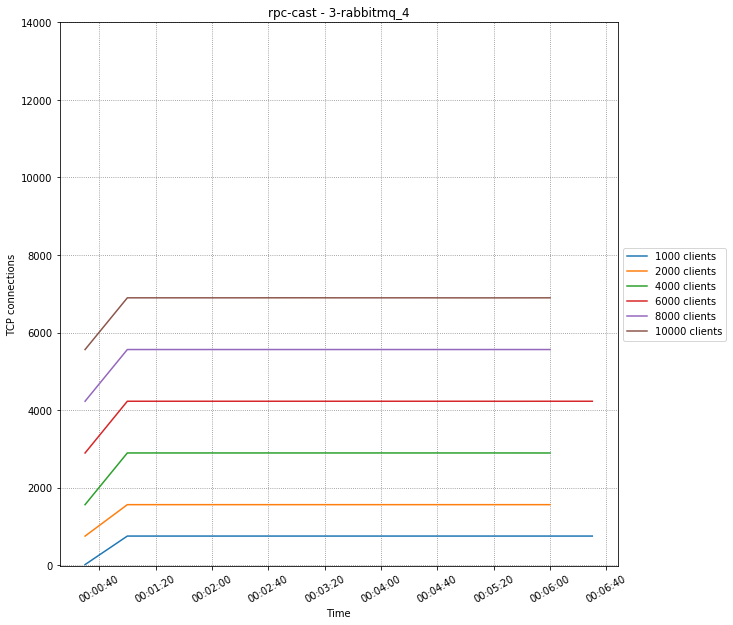 rpc-cast - 3-rabbitmq_4
14000
12000
10000
8000
6000
4000
2000
0
TCP connections
00:00:40
00:01:20
00:02:00
00:02:40
00:03:20
00:04:00
00:04:40
00:05:20
00:06:00
00:06:40
Time
1000 clients
2000 clients
4000 clients
6000 clients
8000 clients
10000 clients